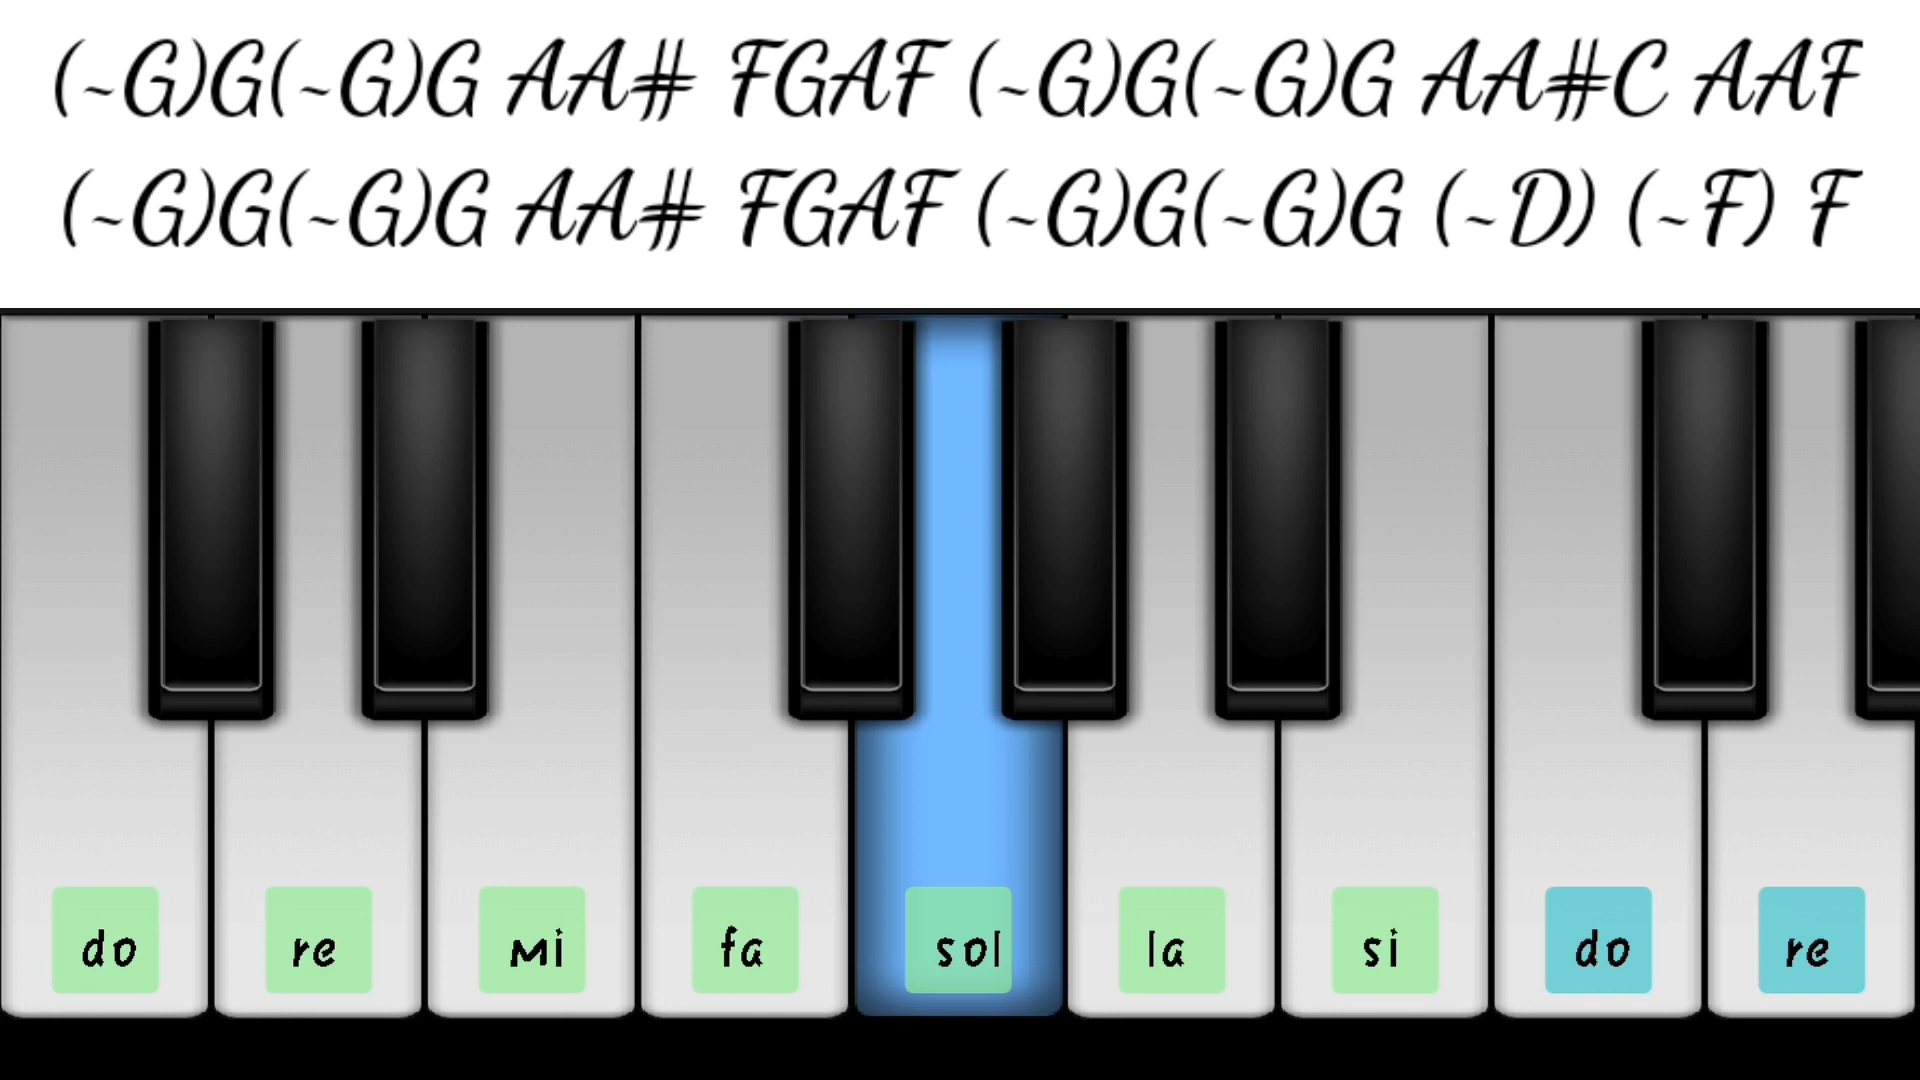 (~G)G(~G)G AA# FGAF (~G)G(~G)G AA#C AAF
(~G)G(~G)G AA# FGAF (~G)G(~G)G (~D) (~F) F
do re mi fa sol la si do re